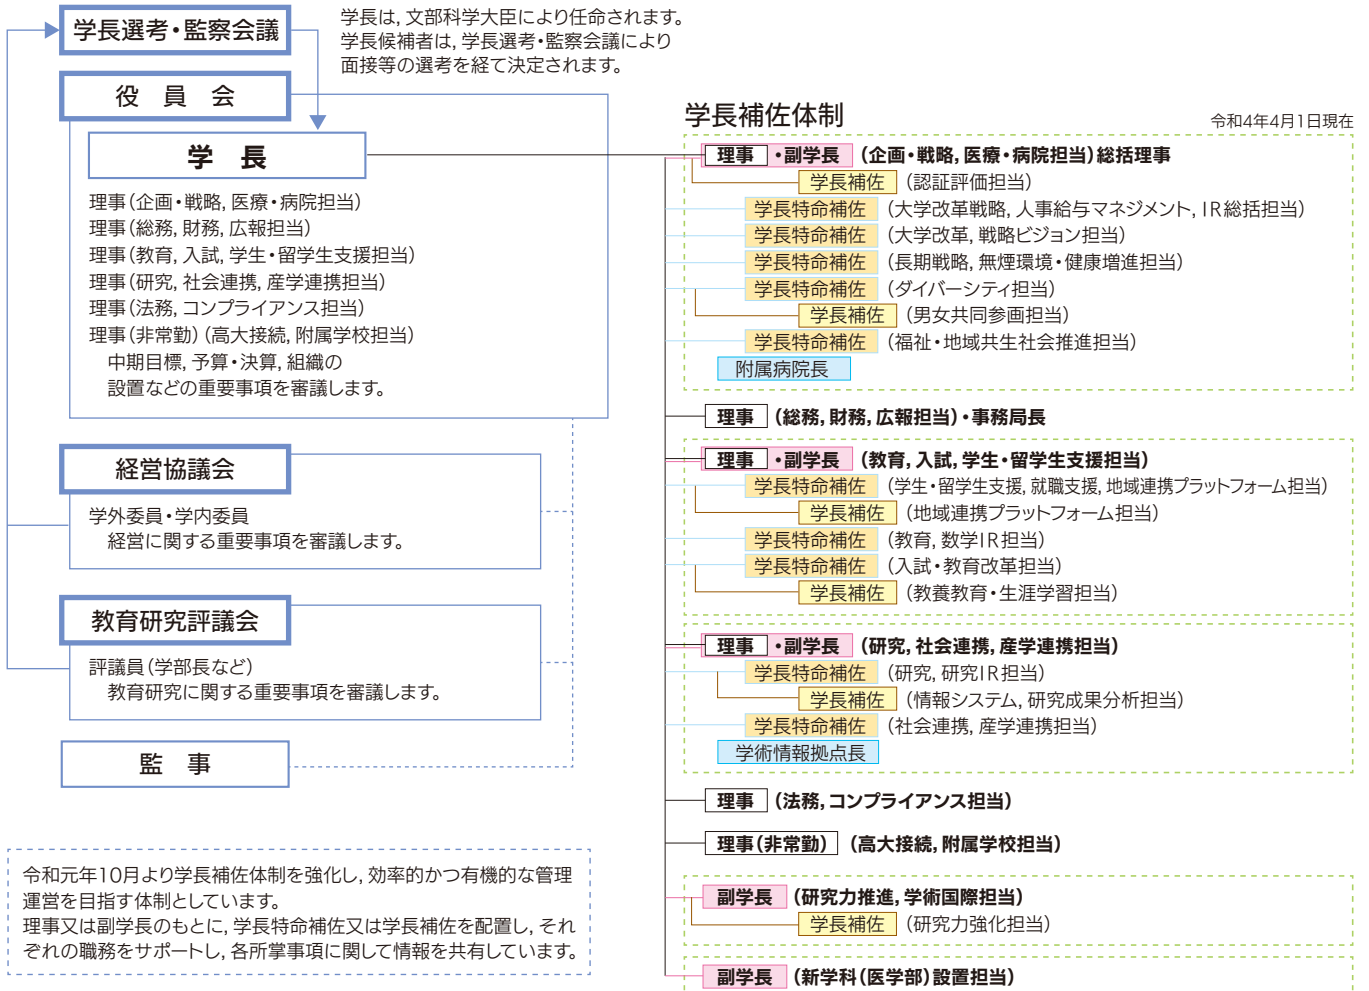 学長選考・監察会議
学長は，文部科学大臣により任命されます。
学長候補者は，学長選考・監察会議により
面接等の選考を経て決定されます。
役　員　会
学　長
理事（企画・戦略，医療・病院担当）
理事（総務，財務，広報担当）
理事（教育，入試，学生・留学生支援担当）
理事（研究，社会連携，産学連携担当）
理事（法務，コンプライアンス担当）
理事（非常勤）（高大接続，附属学校担当）
中期目標，予算・決算，組織の
設置などの重要事項を審議します。
経営協議会
学外委員・学内委員
経営に関する重要事項を審議します。
教育研究評議会
評議員（学部長など）
教育研究に関する重要事項を審議します。
監　事
令和元年10月より学長補佐体制を強化し，効率的かつ有機的な管理
運営を目指す体制としています。
理事又は副学長のもとに，学長特命補佐又は学長補佐を配置し，それ
ぞれの職務をサポートし，各所掌事項に関して情報を共有しています。
学長補佐体制
令和4年4月1日現在
理事・副学長（企画・戦略，医療・病院担当）総括理事
学長補佐（認証評価担当）
学長特命補佐（大学改革戦略，人事給与マネジメント，IR総括担当）
学長特命補佐（大学改革，戦略ビジョン担当）
学長特命補佐（長期戦略，無煙環境・健康増進担当）
学長特命補佐（ダイバーシティ担当）
学長補佐（男女共同参画担当）
学長特命補佐（福祉・地域共生社会推進担当）
附属病院長
理事（総務，財務，広報担当）・事務局長
理事・副学長（教育，入試，学生・留学生支援担当）
学長特命補佐（学生・留学生支援，就職支援，地域連携プラットフォーム担当）
学長補佐（地域連携プラットフォーム担当）
学長特命補佐（教育，数学IR担当）
学長特命補佐（入試・教育改革担当）
学長補佐（教養教育・生涯学習担当）
理事・副学長（研究，社会連携，産学連携担当）
学長特命補佐（研究，研究IR担当）
学長補佐（情報システム，研究成果分析担当）
学長特命補佐（社会連携，産学連携担当）
学術情報拠点長
理事（法務，コンプライアンス担当）
理事（非常勤）（高大接続，附属学校担当）
副学長（研究力推進，学術国際担当）
学長補佐（研究力強化担当）
副学長（新学科（医学部）設置担当）